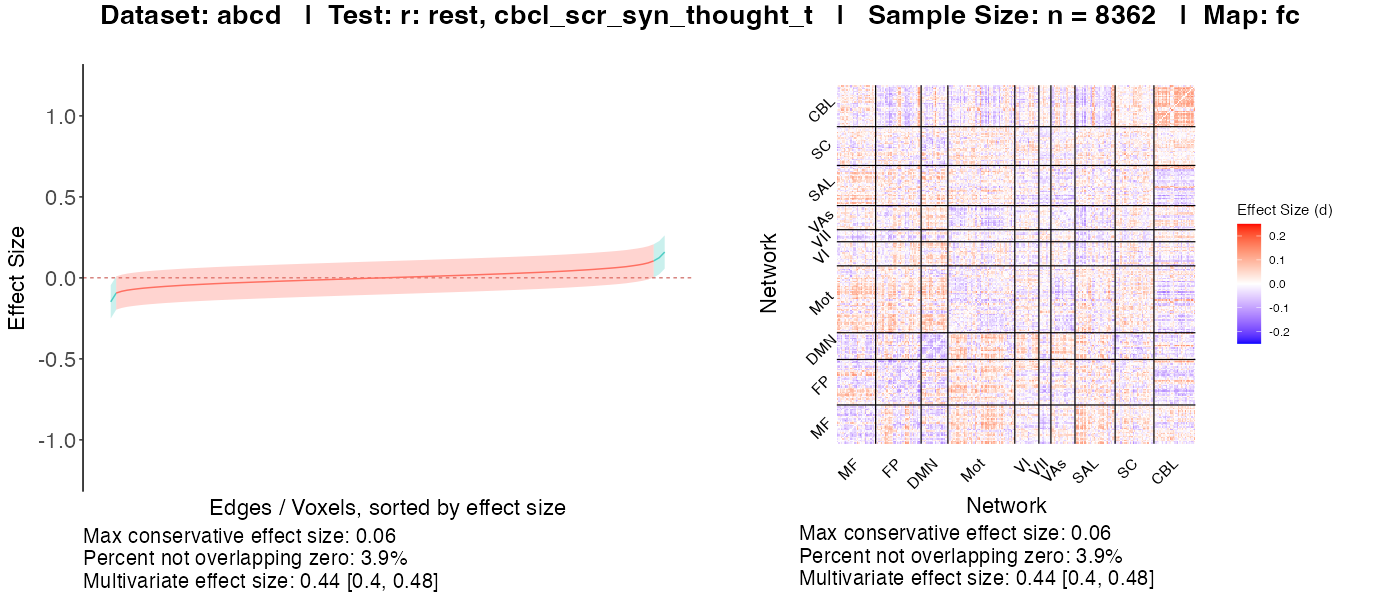 Dataset: abcd | Test: r: rest, cbcl_scr_syn_thought_t | Sample Size: n = 8362 | Map: fc
1.0
0.5
0.0
-0.5
-1.0
Effect Size
Edges / Voxels, sorted by effect size
Max conservative effect size: 0.06
Percent not overlapping zero: 3.9%
Multivariate effect size: 0.44 [0.4, 0.48]
CBL
SC
SAL
VAs
VII
VI
Mot
DMN
FP
MF
Network
MF FP DMN Mot VI VII VAs SAL SC CBL
Network
Max conservative effect size: 0.06
Percent not overlapping zero: 3.9%
Multivariate effect size: 0.44 [0.4, 0.48]
Effect Size (d)
0.2
0.1
0.0
-0.1
-0.2